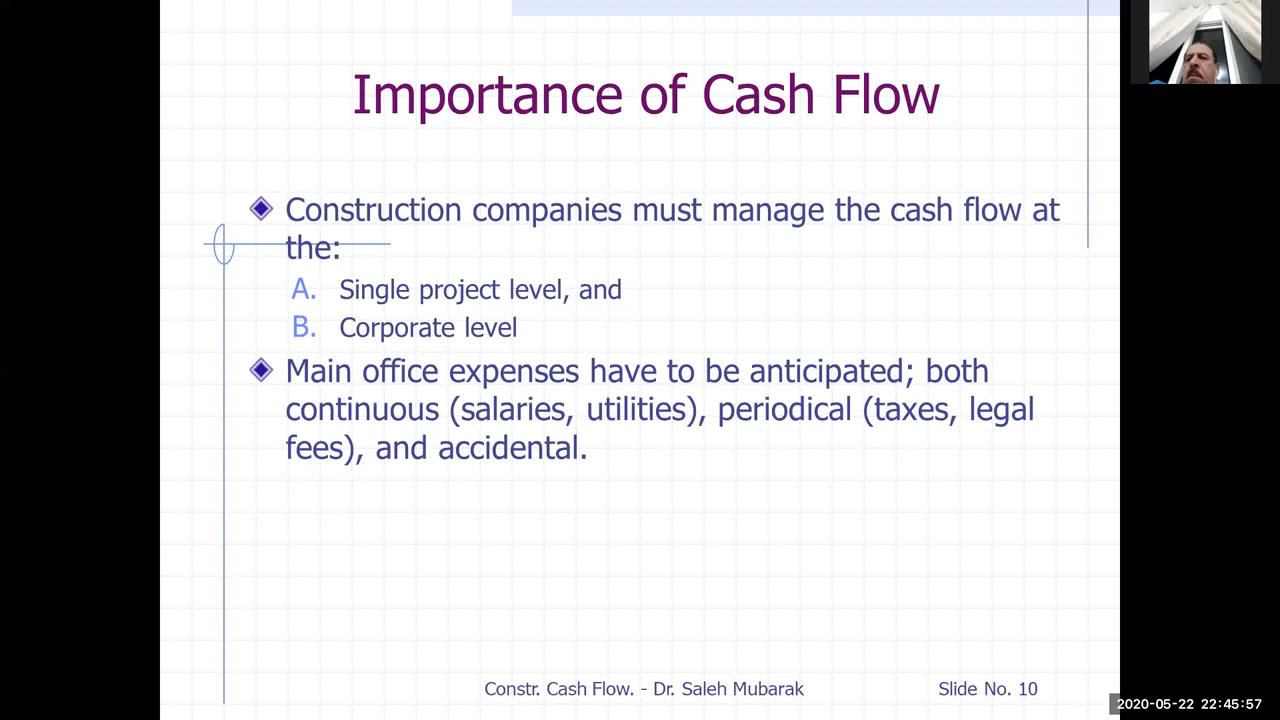 Importance of Cash Flow
Construction companies must manage the cash flow at
the:
A. Single project level, and
B. Corporate level
Main office expenses have to be anticipated; both
continuous (salaries, utilities), periodical (taxes, legal
fees), and accidental.
Constr. Cash Flow. - Dr. Saleh Mubarak
Slide No. 10
2020-05-22 22:45:57